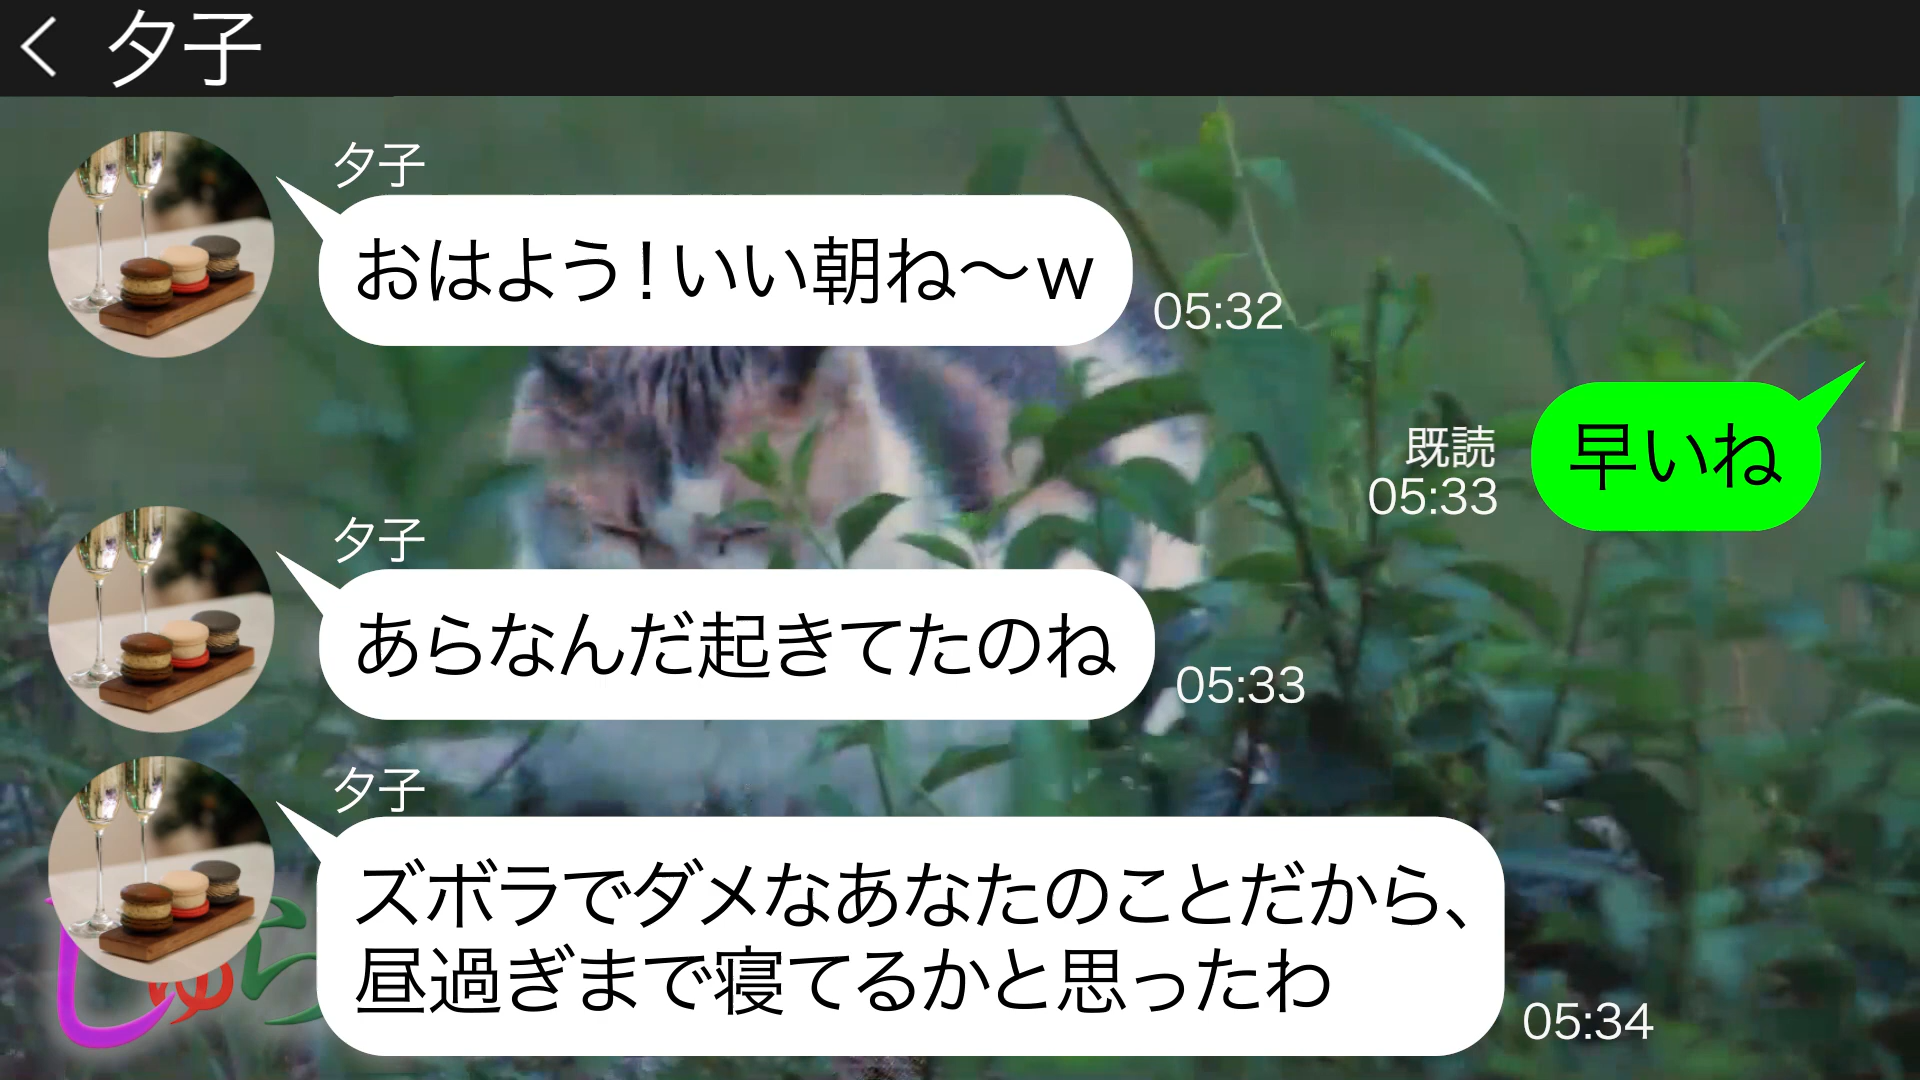 夕子
夕子
おはよう！いい朝ね～w
05:32
早いね
既読
05:33
夕子
あらなんだ起きてたのね
05:33
夕子
ズボラでダメなあなたのことだから、
昼過ぎまで寝てるかと思ったわ
05:34